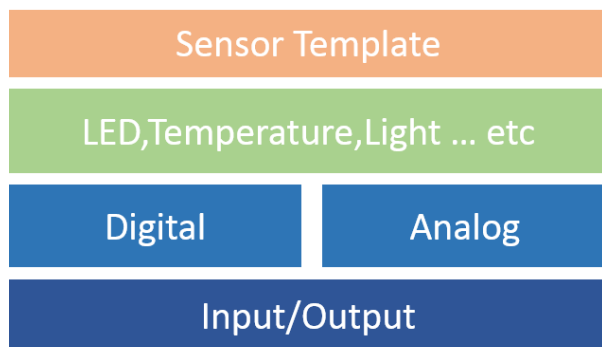 Sensor Template
LED,Temperature,Light ... etc
Digital
Analog
Input/Output